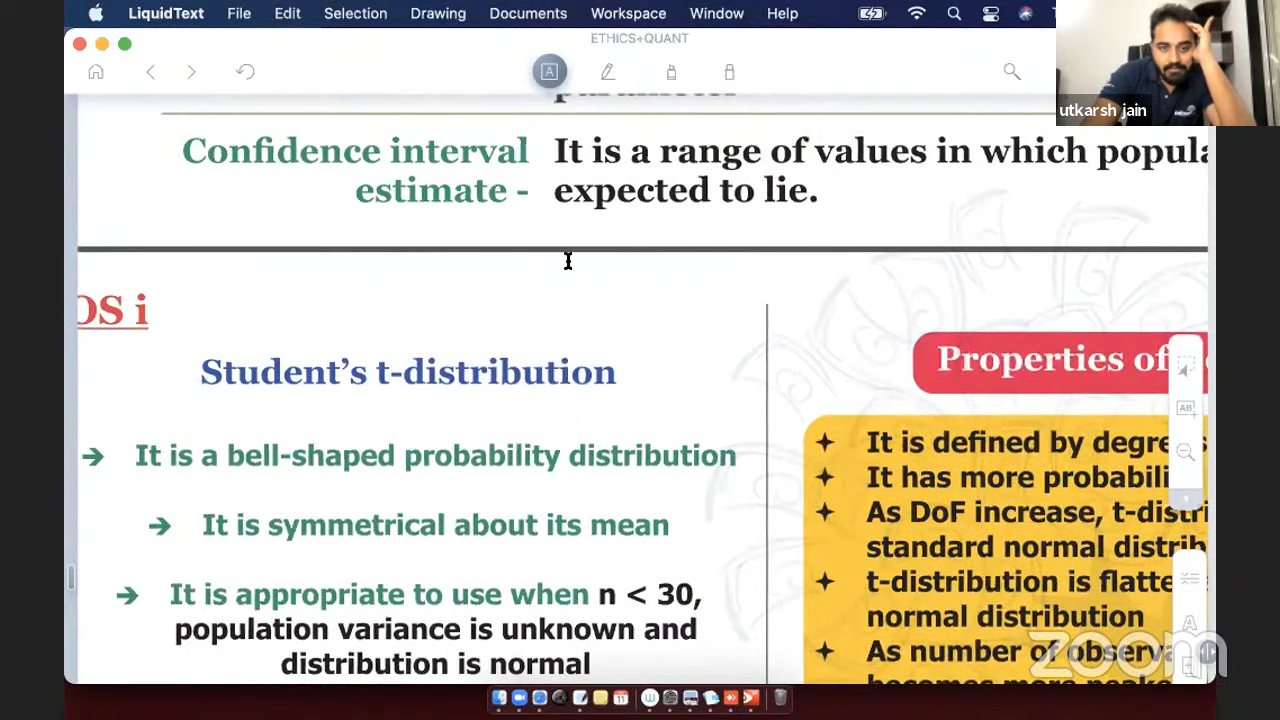 LiquidText File Edit Selection Drawing Documents Workspace Window Help
ETHICS+QUANT
utkarsh jain
Confidence interval
estimate -
It is a range of values in which popula
expected to lie.
OS i
Student's t-distribution
➔ It is a bell-shaped probability distribution
➔ It is symmetrical about its mean
➔ It is appropriate to use when n < 30,
population variance is unknown and
distribution is normal
Properties of
It is defined by degre
It has more probabili
As DoF increase, t-distri
standard normal distrib
t-distribution is flatte
normal distribution
As number of observa
zoom